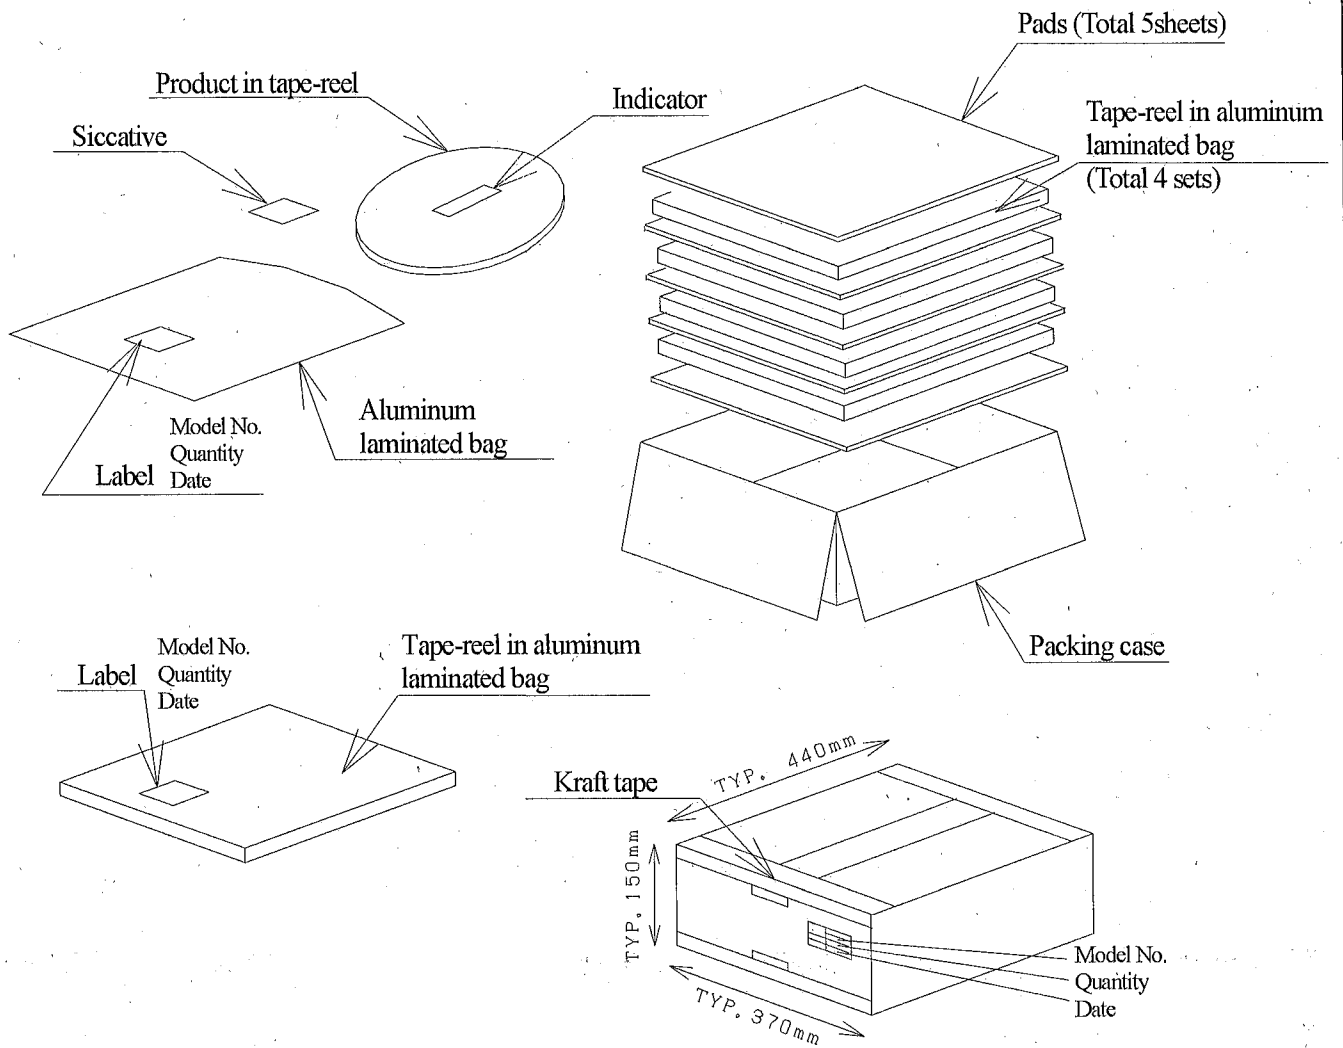 Product in tape-reel
Siccative
Indicator
Label
Model No.
Quantity
Date
Aluminum
laminated bag
Pads (Total 5sheets)
Tape-reel in aluminum
laminated bag
(Total 4 sets)
Packing case
Label
Model No.
Quantity
Date
Tape-reel in aluminum
laminated bag
Kraft tape
TYP. 440mm
TYP. 150mm
TYP. 370mm
Model No.
Quantity
Date